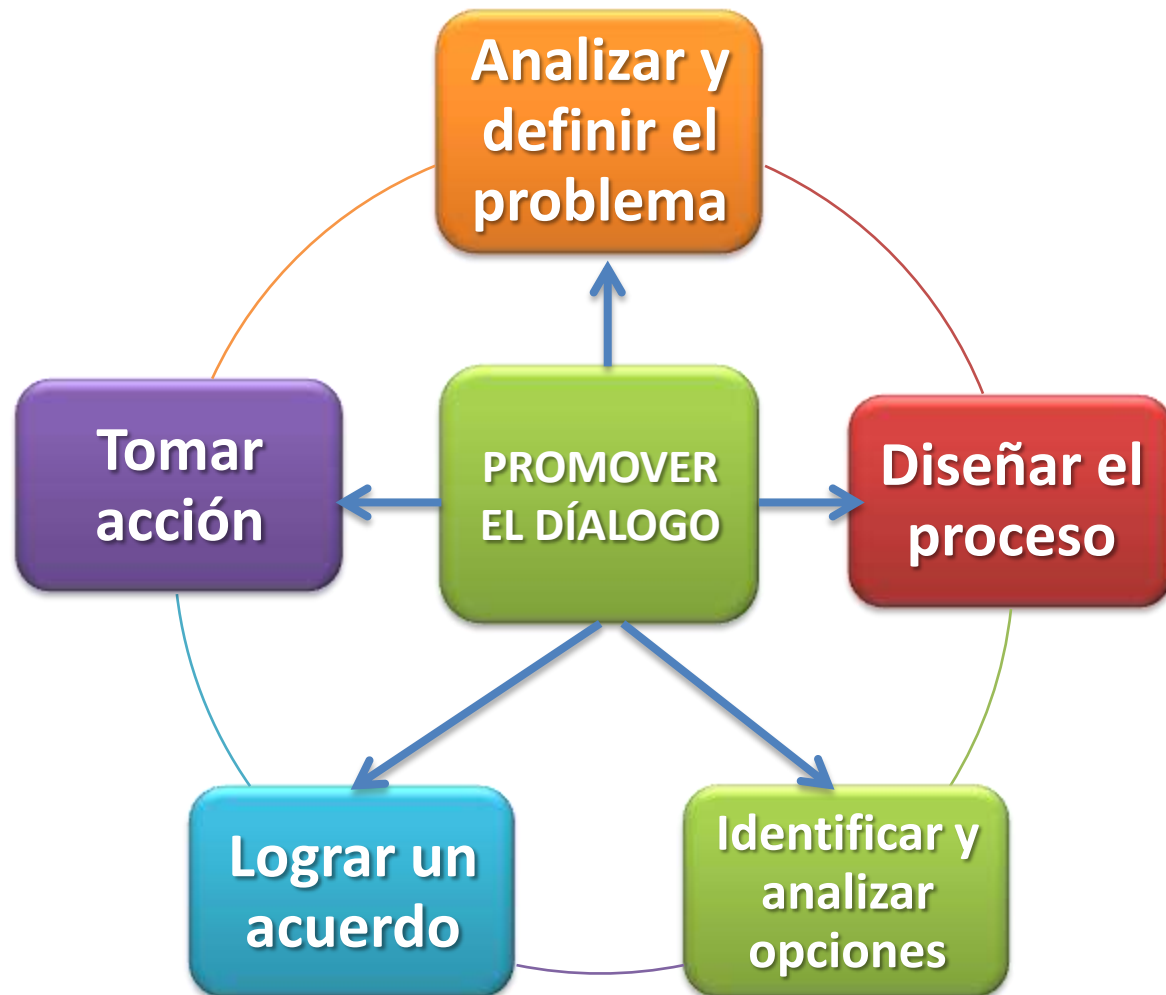 Analizar y
definir el
problema
Tomar
acción
PROMOVER
EL DÍALOGO
Diseñar el
proceso
Lograr un
acuerdo
Identificar y
analizar
opciones